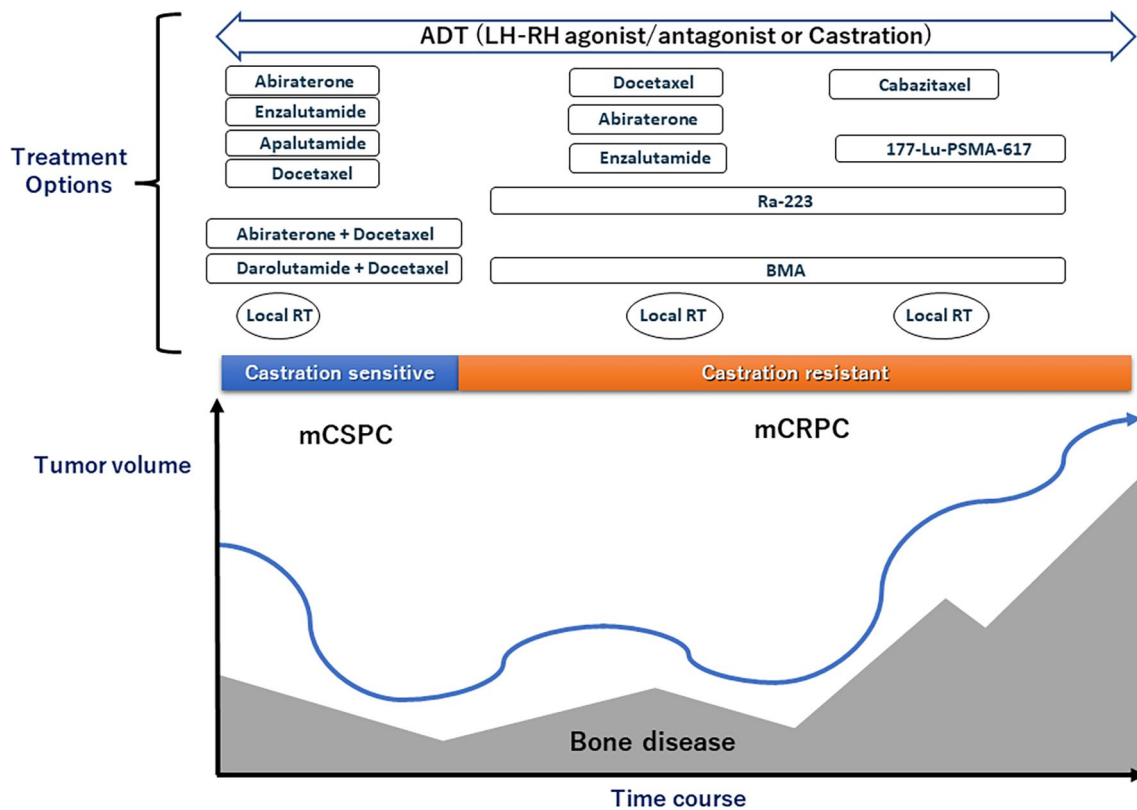 ADT (LH-RH agonist/antagonist or Castration)
Treatment
Options
Abiraterone
Enzalutamide
Apalutamide
Docetaxel
Abiraterone + Docetaxel
Darolutamide + Docetaxel
Local RT
Docetaxel
Abiraterone
Enzalutamide
Cabazitaxel
177-Lu-PSMA-617
Ra-223
BMA
Local RT
Local RT
Castration sensitive
Castration resistant
mCSPC
mCRPC
Tumor volume
Bone disease
Time course